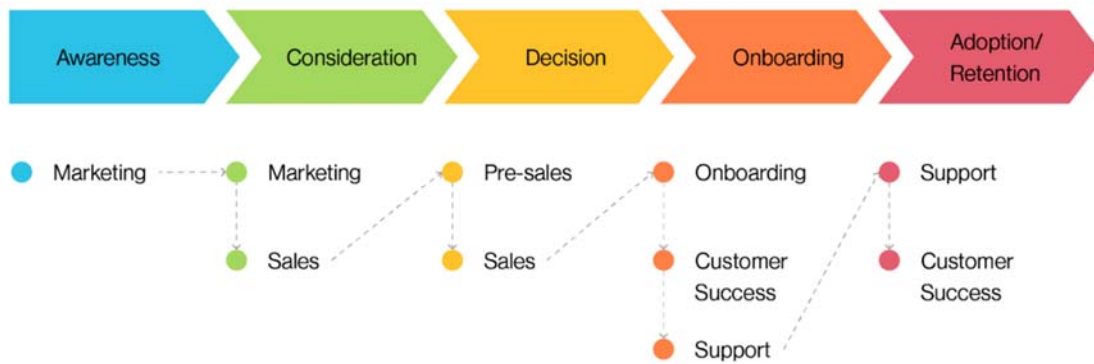 Awareness
Consideration
Decision
Onboarding
Adoption/
Retention
Marketing
Marketing
Pre-sales
Onboarding
Support
Sales
Sales
Customer
Success
Customer
Success
Support